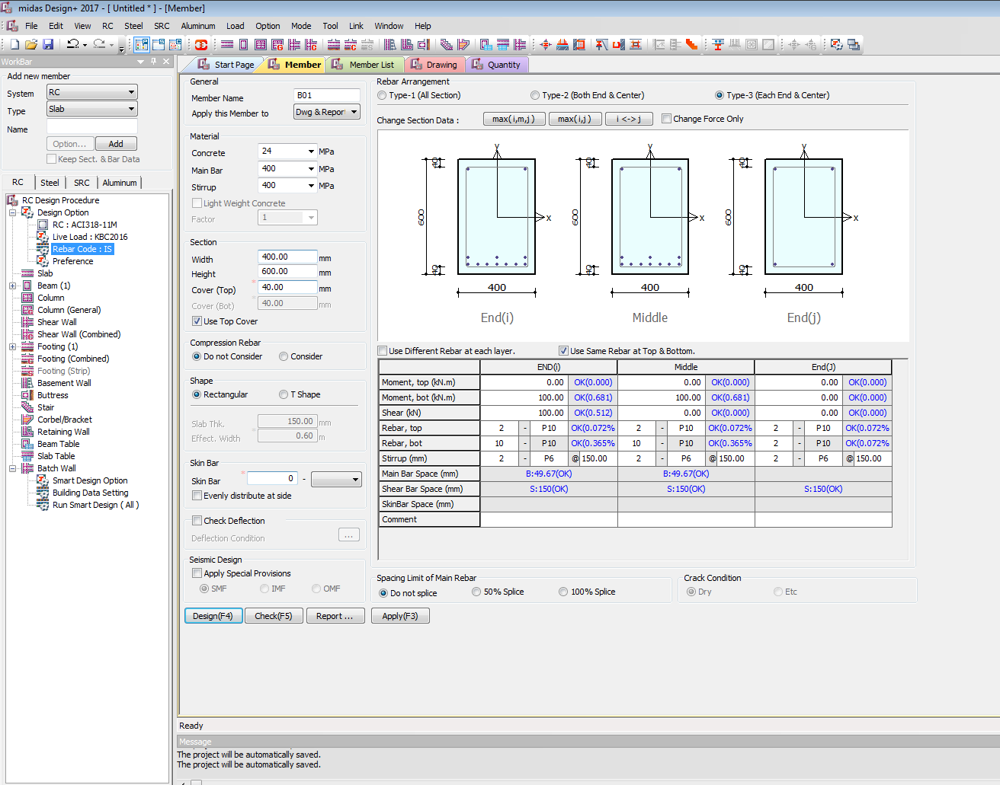 midas Design+ 2017 - [ Untitled * ] - [Member]
File Edit View RC Steel SRC Aluminum Load Option Mode Tool Link Window Help
WorkBar
Add new member
System RC
Type Slab
Name
Option... Add
Keep Sect. & Bar Data
RC Steel SRC Aluminum
RC Design Procedure
Design Option
RC : ACI318-11M
Live Load : KBC2016
Rebar Code : IS
Preference
Slab
Beam (1)
Column
Column (General)
Shear Wall
Shear Wall (Combined)
Footing (1)
Footing (Combined)
Footing (Strip)
Basement Wall
Buttress
Stair
Corbel/Bracket
Retaining Wall
Beam Table
Slab Table
Batch Wall
Smart Design Option
Building Data Setting
Run Smart Design ( All )
Start Page Member Member List Drawing Quantity
General
Member Name B01
Apply this Member to Dwg & Repor
Material
Concrete 24 MPa
Main Bar 400 MPa
Stirrup 400 MPa
Light Weight Concrete
Factor 1
Section
Width 400.00 mm
Height 600.00 mm
Cover (Top) * 40.00 mm
Cover (Bot) 40.00 mm
Use Top Cover
Compression Rebar
Do not Consider Consider
Shape
Rectangular T Shape
Slab Thk. 150.00 mm
Effect. Width * 0.60 m
Skin Bar
Skin Bar * 0 -
Evenly distribute at side
Check Deflection
Deflection Condition ...
Seismic Design
Apply Special Provisions
SMF IMF OMF
Design(F4) Check(F5) Report ... Apply(F3)
Rebar Arrangement
Type-1 (All Section) Type-2 (Both End & Center) Type-3 (Each End & Center)
Change Section Data : max( i,m,j ) max( i,j ) i <-> j Change Force Only
y y y
40 40 40
600 x 600 x 600 x
40 40 40
400 400 400
End(i) Middle End(j)
Use Different Rebar at each layer. Use Same Rebar at Top & Bottom.
END(i) Middle End(J)
Moment, top (kN.m) 0.00 OK(0.000) 0.00 OK(0.000) 0.00 OK(0.000)
Moment, bot (kN.m) 100.00 OK(0.681) 100.00 OK(0.681) 0.00 OK(0.000)
Shear (kN) 100.00 OK(0.512) 0.00 OK(0.000) 0.00 OK(0.000)
Rebar, top 2 - P10 OK(0.072% 2 - P10 OK(0.072% 2 - P10 OK(0.072%
Rebar, bot 10 - P10 OK(0.365% 10 - P10 OK(0.365% 2 - P10 OK(0.072%
Stirrup (mm) 2 - P6 @ 150.00 2 - P6 @ 150.00 2 - P6 @ 150.00
Main Bar Space (mm) B:49.67(OK) B:49.67(OK)
Shear Bar Space (mm) S:150(OK) S:150(OK) S:150(OK)
SkinBar Space (mm)
Comment
Spacing Limit of Main Rebar
Do not splice 50% Splice 100% Splice
Crack Condition
Dry Etc
Ready
Message
The project will be automatically saved.
The project will be automatically saved.